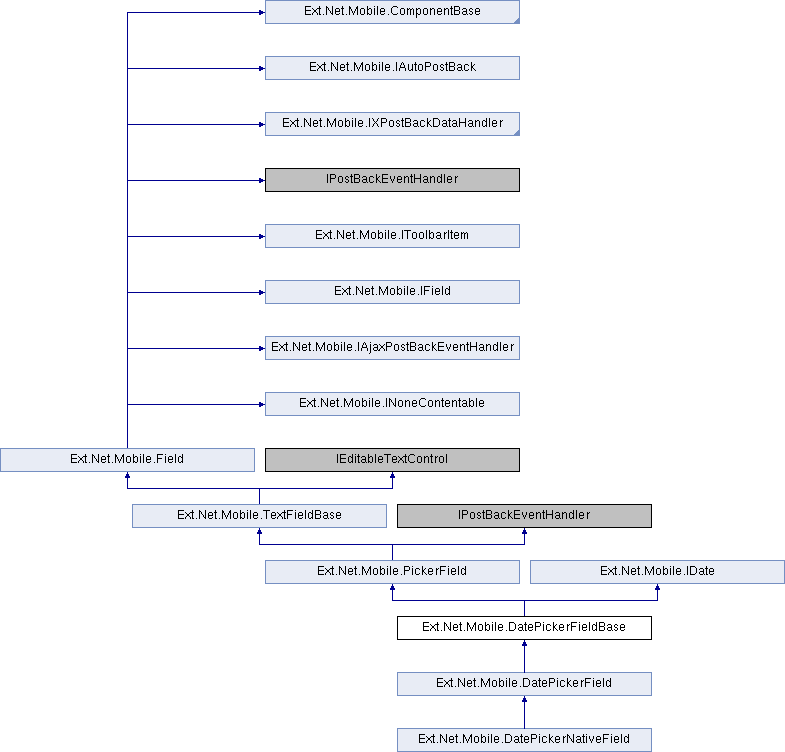 Ext.Net.Mobile.ComponentBase
Ext.Net.Mobile.IAutoPostBack
Ext.Net.Mobile.IXPostBackDataHandler
IPostBackEventHandler
Ext.Net.Mobile.IToolbarItem
Ext.Net.Mobile.IField
Ext.Net.Mobile.IAjaxPostBackEventHandler
Ext.Net.Mobile.INoneContentable
Ext.Net.Mobile.Field
IEditableTextControl
Ext.Net.Mobile.TextFieldBase
IPostBackEventHandler
Ext.Net.Mobile.PickerField
Ext.Net.Mobile.IDate
Ext.Net.Mobile.DatePickerFieldBase
Ext.Net.Mobile.DatePickerField
Ext.Net.Mobile.DatePickerNativeField